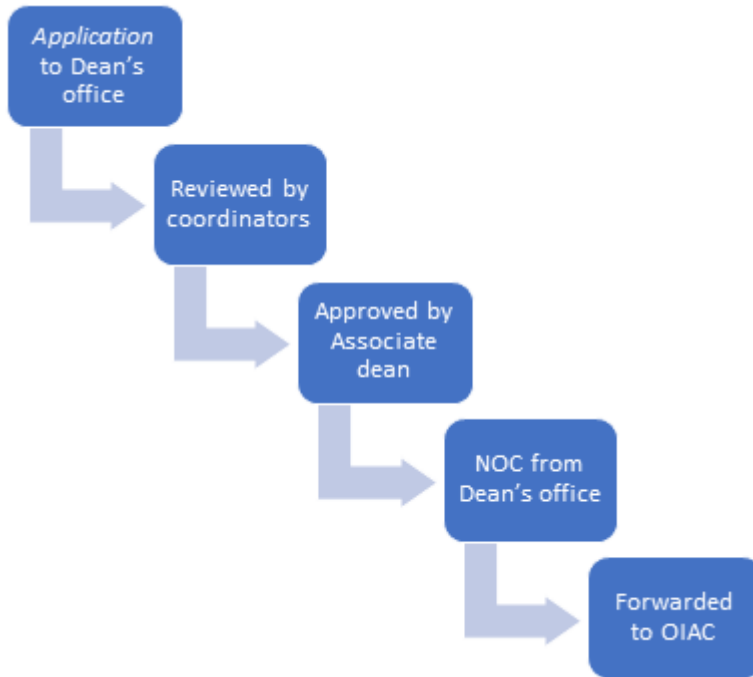 Application
to Dean’s
office
Reviewed by
coordinators
Approved by
Associate
dean
NOC from
Dean’s office
Forwarded
to OIAC